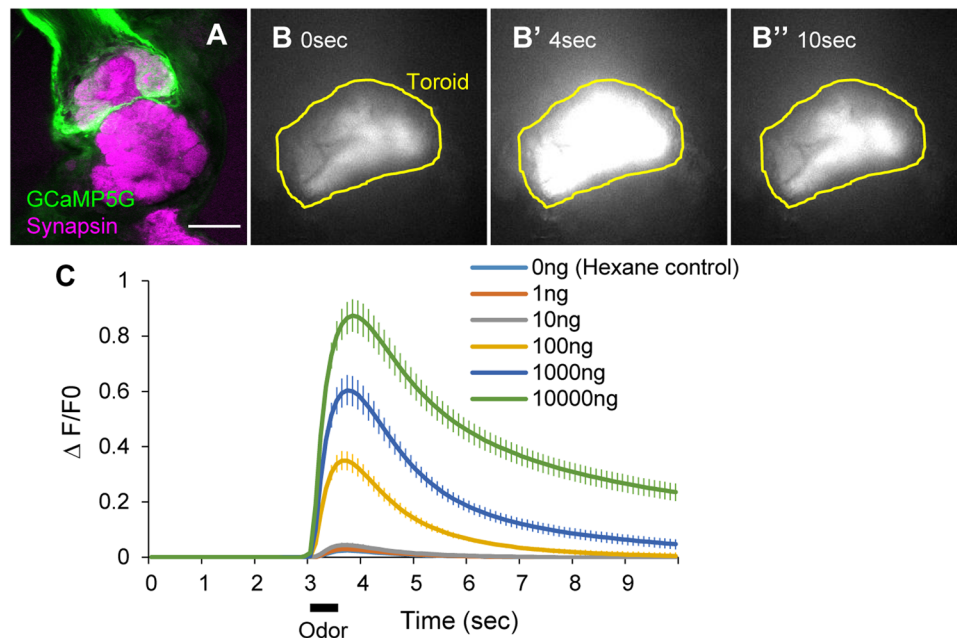 A
GCaMP5G
Synapsin
B 0sec
Toroid
B' 4sec
B'' 10sec
C
0ng (Hexane control)
1ng
10ng
100ng
1000ng
10000ng
1
0.8
0.6
0.4
0.2
0
Δ F/F0
0 1 2 3 4 5 6 7 8 9
Odor
Time (sec)